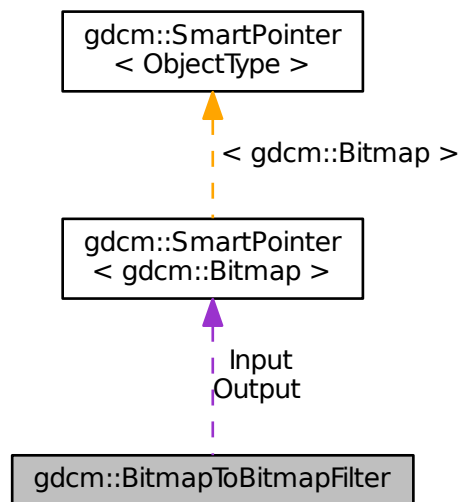 gdcm::SmartPointer
< ObjectType >
< gdcm::Bitmap >
gdcm::SmartPointer
< gdcm::Bitmap >
Input
Output
gdcm::BitmapToBitmapFilter